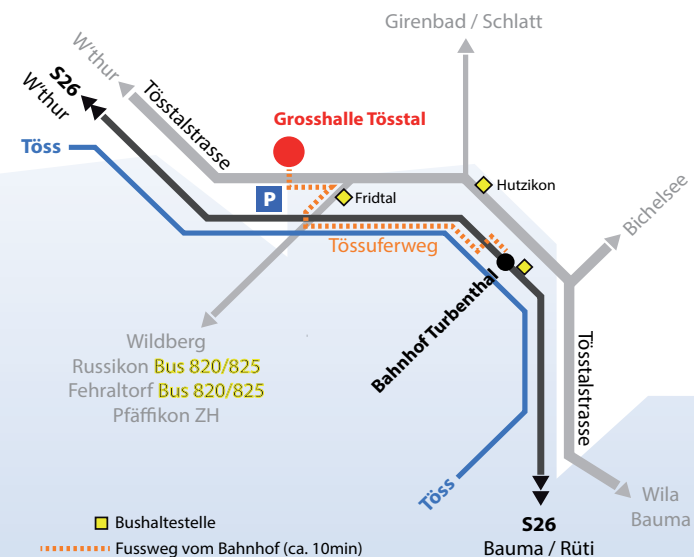 Girenbad / Schlatt
W'thur
S26
W'thur
Tösstalstrasse
Grosshalle Tösstal
Töss
P
Fridtal
Hutzikon
Bichelsee
Tössuferweg
Bahnhof Turbenthal
Wildberg
Russikon Bus 820/825
Fehraltorf Bus 820/825
Pfäffikon ZH
Tösstalstrasse
Töss
Wila
Bauma
S26
Bauma / Rüti
Bushaltestelle
Fussweg vom Bahnhof (ca. 10min)